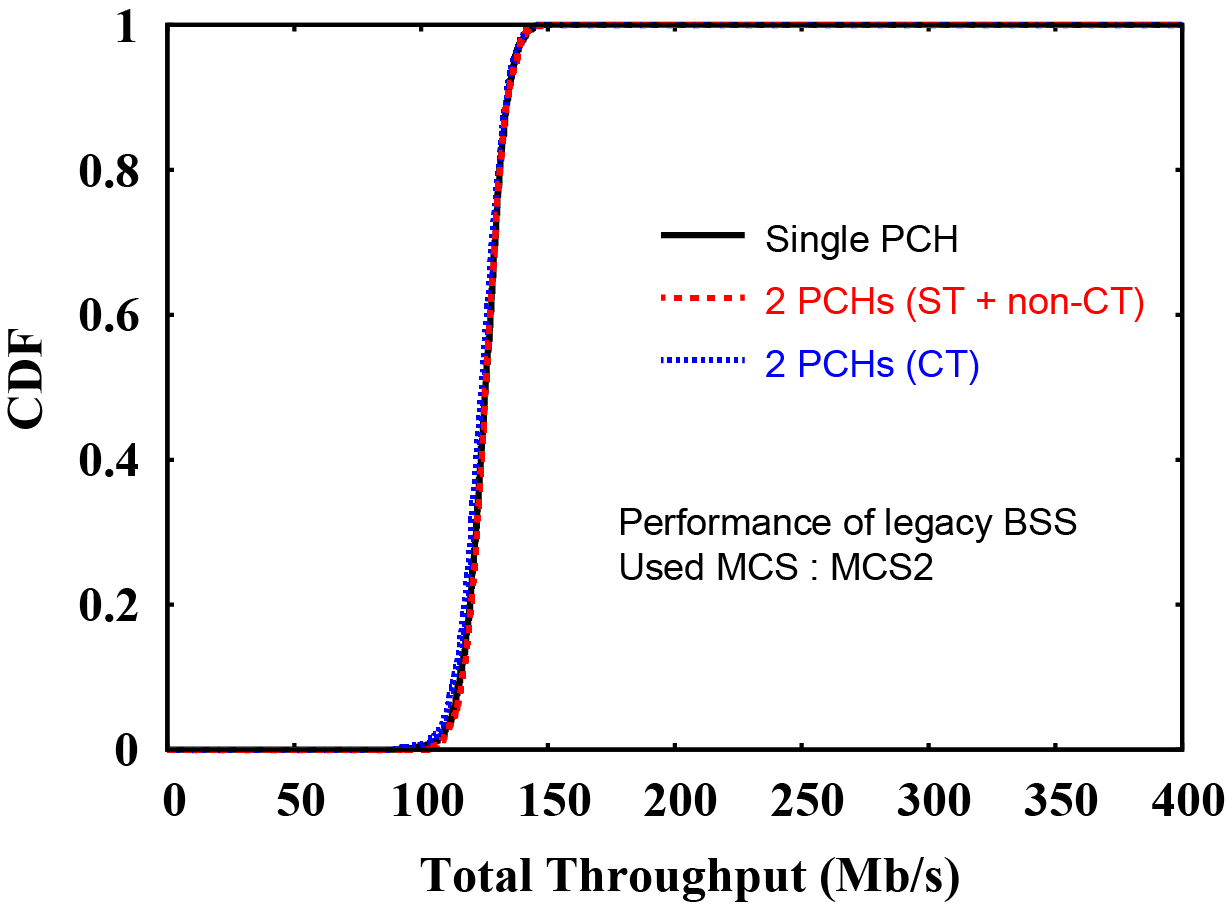 1
0.8
0.6
0.4
0.2
0
CDF
Single PCH
2 PCHs (ST + non-CT)
2 PCHs (CT)
Performance of legacy BSS
Used MCS : MCS2
0 50 100 150 200 250 300 350 400
Total Throughput (Mb/s)